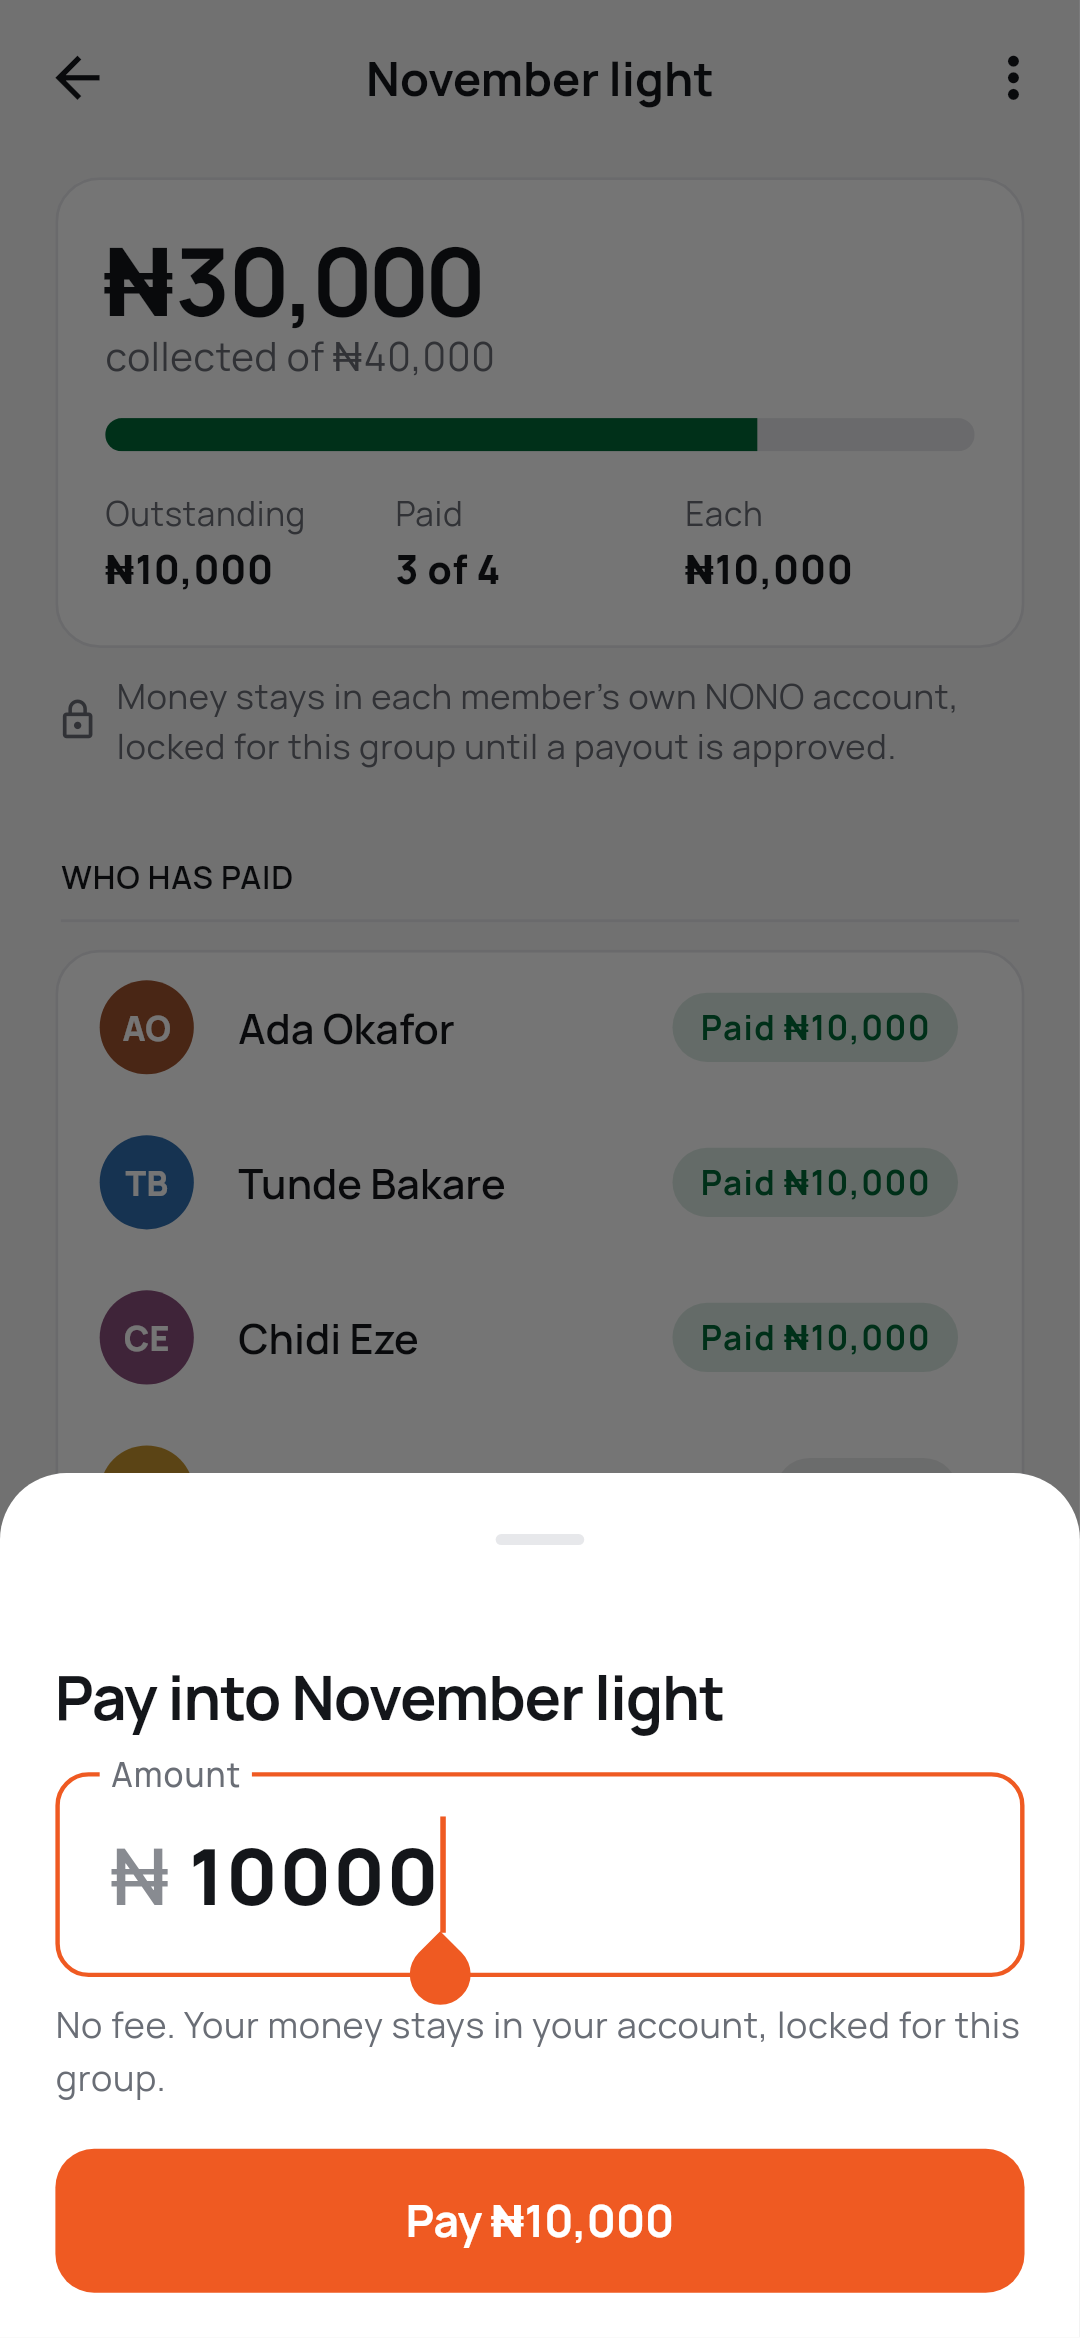 November light
₦30,000
collected of ₦40,000
Outstanding Paid Each
₦10,000 3 of 4 ₦10,000
Money stays in each member’s own NONO account,
locked for this group until a payout is approved.
WHO HAS PAID
AO Ada Okafor Paid ₦10,000
TB Tunde Bakare Paid ₦10,000
CE Chidi Eze Paid ₦10,000
Pay into November light
Amount
₦ 10000
No fee. Your money stays in your account, locked for this
group.
Pay ₦10,000